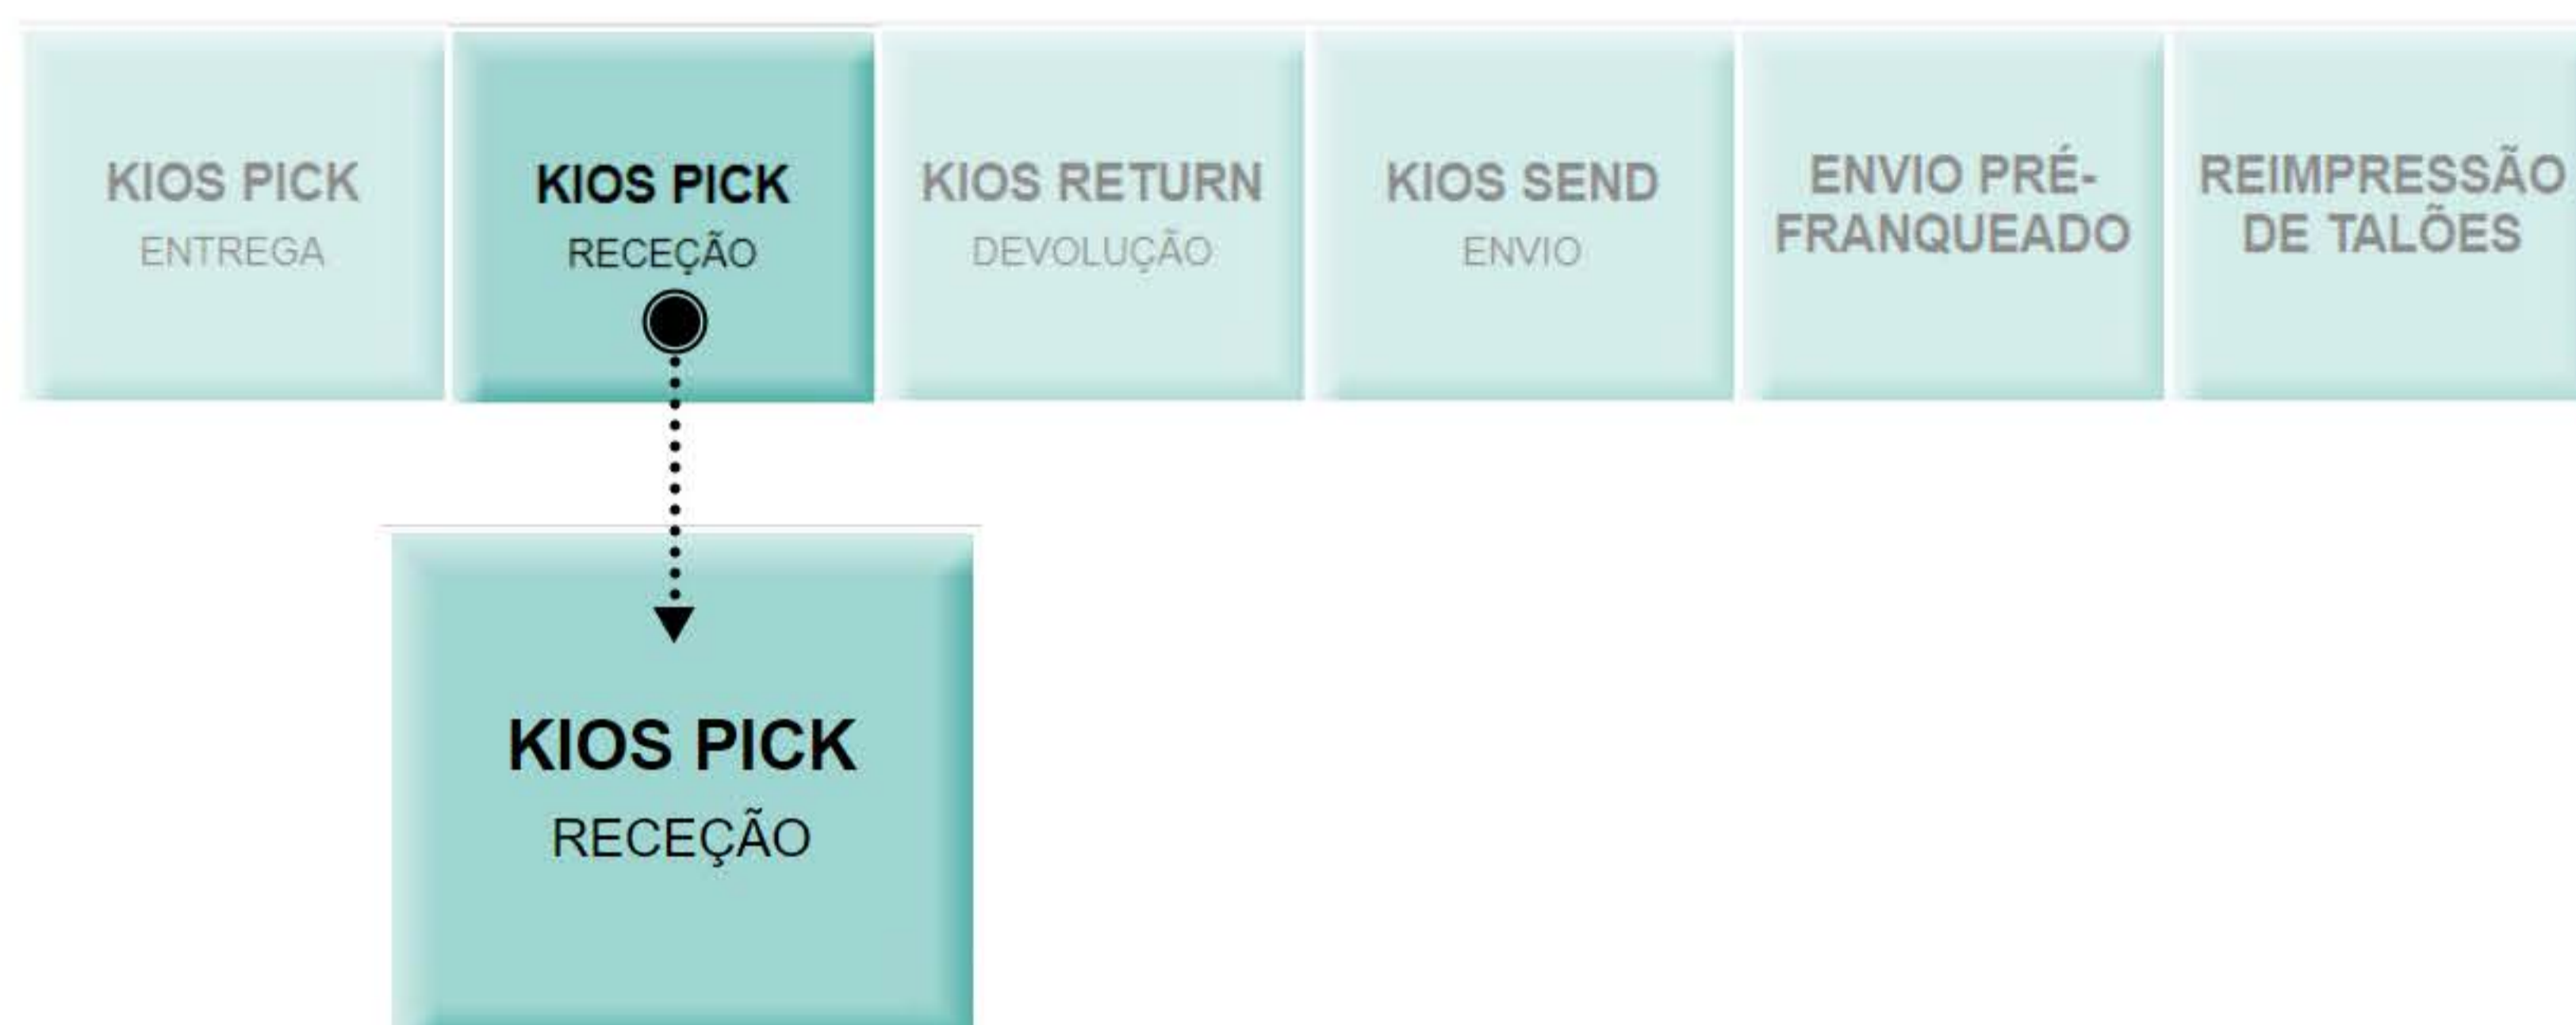 KIOS PICK
ENTREGA
KIOS PICK
RECEÇÃO
KIOS RETURN
DEVOLUÇÃO
KIOS SEND
ENVIO
ENVIO PRÉ-
FRANQUEADO
REIMPRESSÃO
DE TALÕES
KIOS PICK
RECEÇÃO